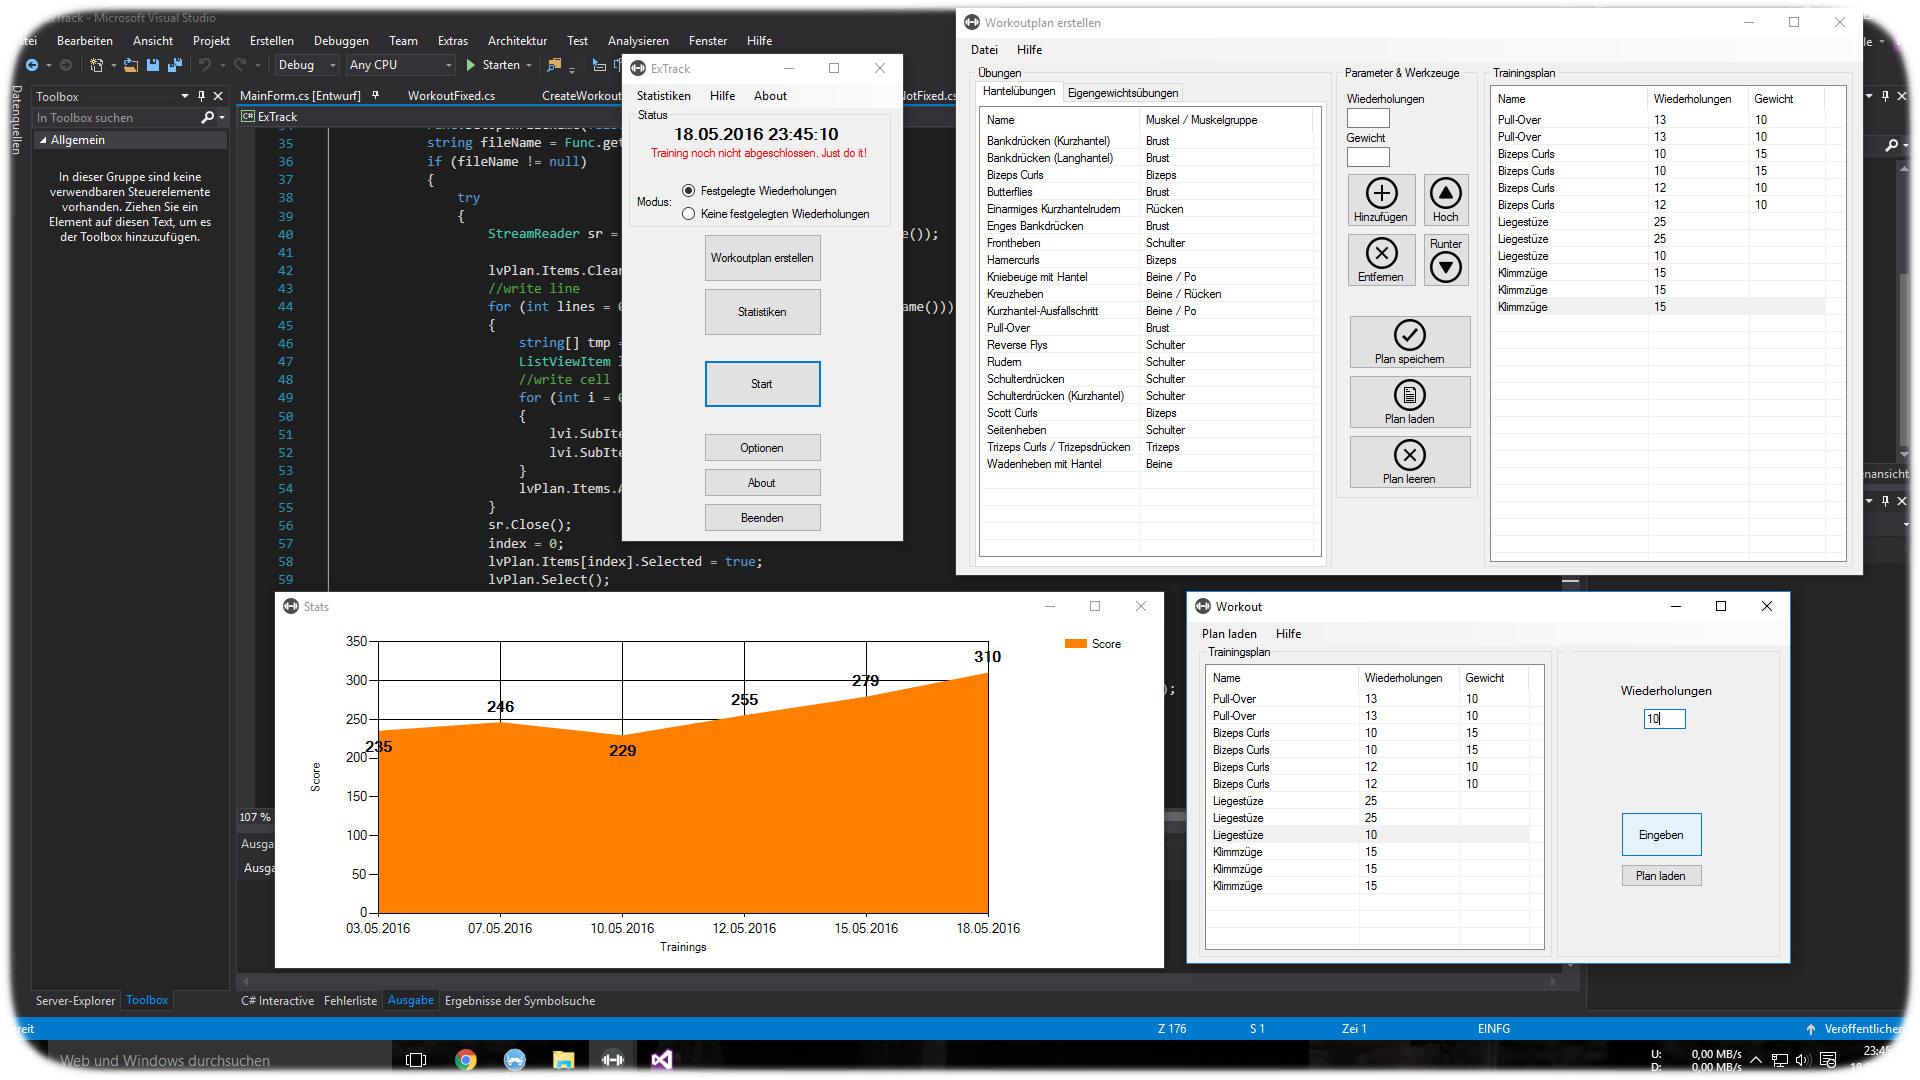 ExTrack - Microsoft Visual Studio
Bearbeiten Ansicht Projekt Erstellen Debuggen Team Extras Architektur Test Analysieren Fenster Hilfe
Debug Any CPU Starten
Datenquellen
Toolbox
In Toolbox suchen
Allgemein
In dieser Gruppe sind keine
verwendbaren Steuerelemente
vorhanden. Ziehen Sie ein
Element auf diesen Text, um es
der Toolbox hinzuzufügen.
MainForm.cs [Entwurf] WorkoutFixed.cs CreateWorkout
NotFixed.cs
C# ExTrack
35 string fileName = Func.get
36 if (fileName != null)
37 {
38 try
39 {
40 StreamReader sr = e());
41
42 lvPlan.Items.Clear
43 //write line
44 for (int lines = 0 ame()))
45 {
46 string[] tmp =
47 ListViewItem l
48 //write cell
49 for (int i = 0
50 {
51 lvi.SubIte
52 lvi.SubIte
53 }
54 lvPlan.Items.A
55 }
56 sr.Close();
57 index = 0;
58 lvPlan.Items[index].Selected = true;
59 lvPlan.Select();
);
107 %
Ausga
Ausga
enansicht
ExTrack
Statistiken Hilfe About
Status
18.05.2016 23:45:10
Training noch nicht abgeschlossen. Just do it!
Modus:
Festgelegte Wiederholungen
Keine festgelegten Wiederholungen
Workoutplan erstellen
Statistiken
Start
Optionen
About
Beenden
Workoutplan erstellen
Datei Hilfe
Übungen
Hantelübungen Eigengewichtsübungen
Name Muskel / Muskelgruppe
Bankdrücken (Kurzhantel) Brust
Bankdrücken (Langhantel) Brust
Bizeps Curls Bizeps
Butterflies Brust
Einarmiges Kurzhantelrudern Rücken
Enges Bankdrücken Brust
Frontheben Schulter
Hamercurls Bizeps
Kniebeuge mit Hantel Beine / Po
Kreuzheben Beine / Rücken
Kurzhantel-Ausfallschritt Beine / Po
Pull-Over Brust
Reverse Flys Schulter
Rudern Schulter
Schulterdrücken Schulter
Schulterdrücken (Kurzhantel) Schulter
Scott Curls Bizeps
Seitenheben Schulter
Trizeps Curls / Trizepsdrücken Trizeps
Wadenheben mit Hantel Beine
Parameter & Werkzeuge
Wiederholungen
Gewicht
Hinzufügen
Hoch
Entfernen
Runter
Plan speichern
Plan laden
Plan leeren
Trainingsplan
Name Wiederholungen Gewicht
Pull-Over 13 10
Pull-Over 13 10
Bizeps Curls 10 15
Bizeps Curls 10 15
Bizeps Curls 12 10
Bizeps Curls 12 10
Liegestüze 25
Liegestüze 25
Liegestüze 10
Klimmzüge 15
Klimmzüge 15
Klimmzüge 15
Stats
Score
350
300
250
200
150
100
50
0
235
246
229
255
279
310
Score
03.05.2016 07.05.2016 10.05.2016 12.05.2016 15.05.2016 18.05.2016
Trainings
Workout
Plan laden Hilfe
Trainingsplan
Name Wiederholungen Gewicht
Pull-Over 13 10
Pull-Over 13 10
Bizeps Curls 10 15
Bizeps Curls 10 15
Bizeps Curls 12 10
Bizeps Curls 12 10
Liegestüze 25
Liegestüze 25
Liegestüze 10
Klimmzüge 15
Klimmzüge 15
Klimmzüge 15
Wiederholungen
10
Eingeben
Plan laden
Server-Explorer Toolbox
C# Interactive Fehlerliste Ausgabe Ergebnisse der Symbolsuche
Z 176 S 1 Zei 1 EINFG Veröffentlichen
Web und Windows durchsuchen
U: 0,00 MB/s
D: 0,00 MB/s
23:45